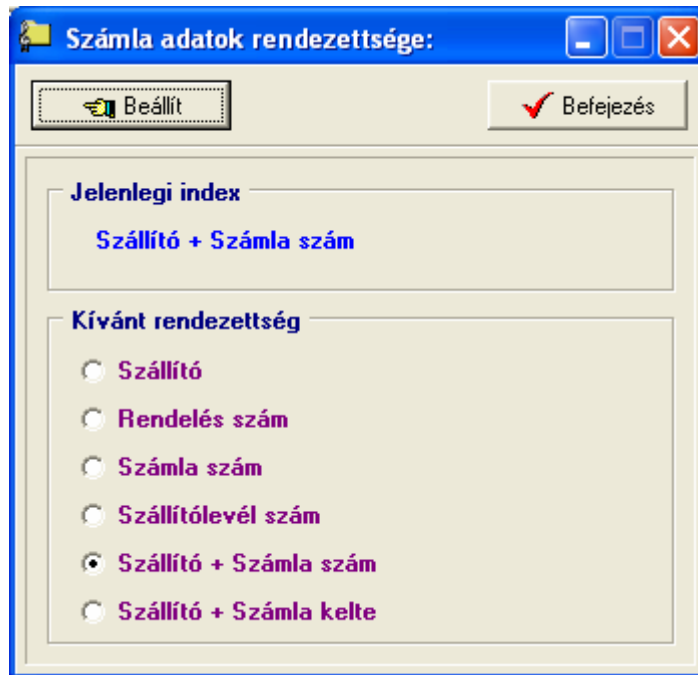 Számla adatok rendezettsége:
Beállít
Befejezés
Jelenlegi index
Szállító + Számla szám
Kívánt rendezettség
Szállító
Rendelés szám
Számla szám
Szállítólevél szám
Szállító + Számla szám
Szállító + Számla kelte